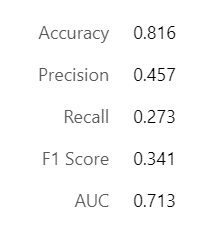 Accuracy 0.816
Precision 0.457
Recall 0.273
F1 Score 0.341
AUC 0.713